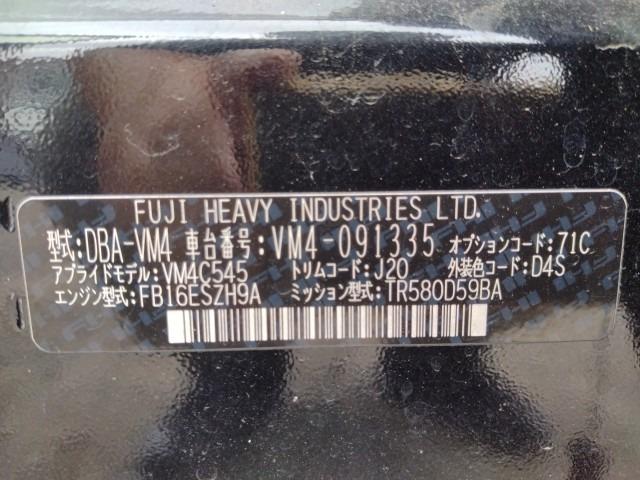 FUJI HEAVY INDUSTRIES LTD.
型式:DBA-VM4 車台番号:VM4-091335 オプションコード:71C
アプライドモデル:VM4C545 トリムコード:J20 外装色コード:D4S
エンジン型式:FB16ESZH9A ミッション型式:TR580D59BA